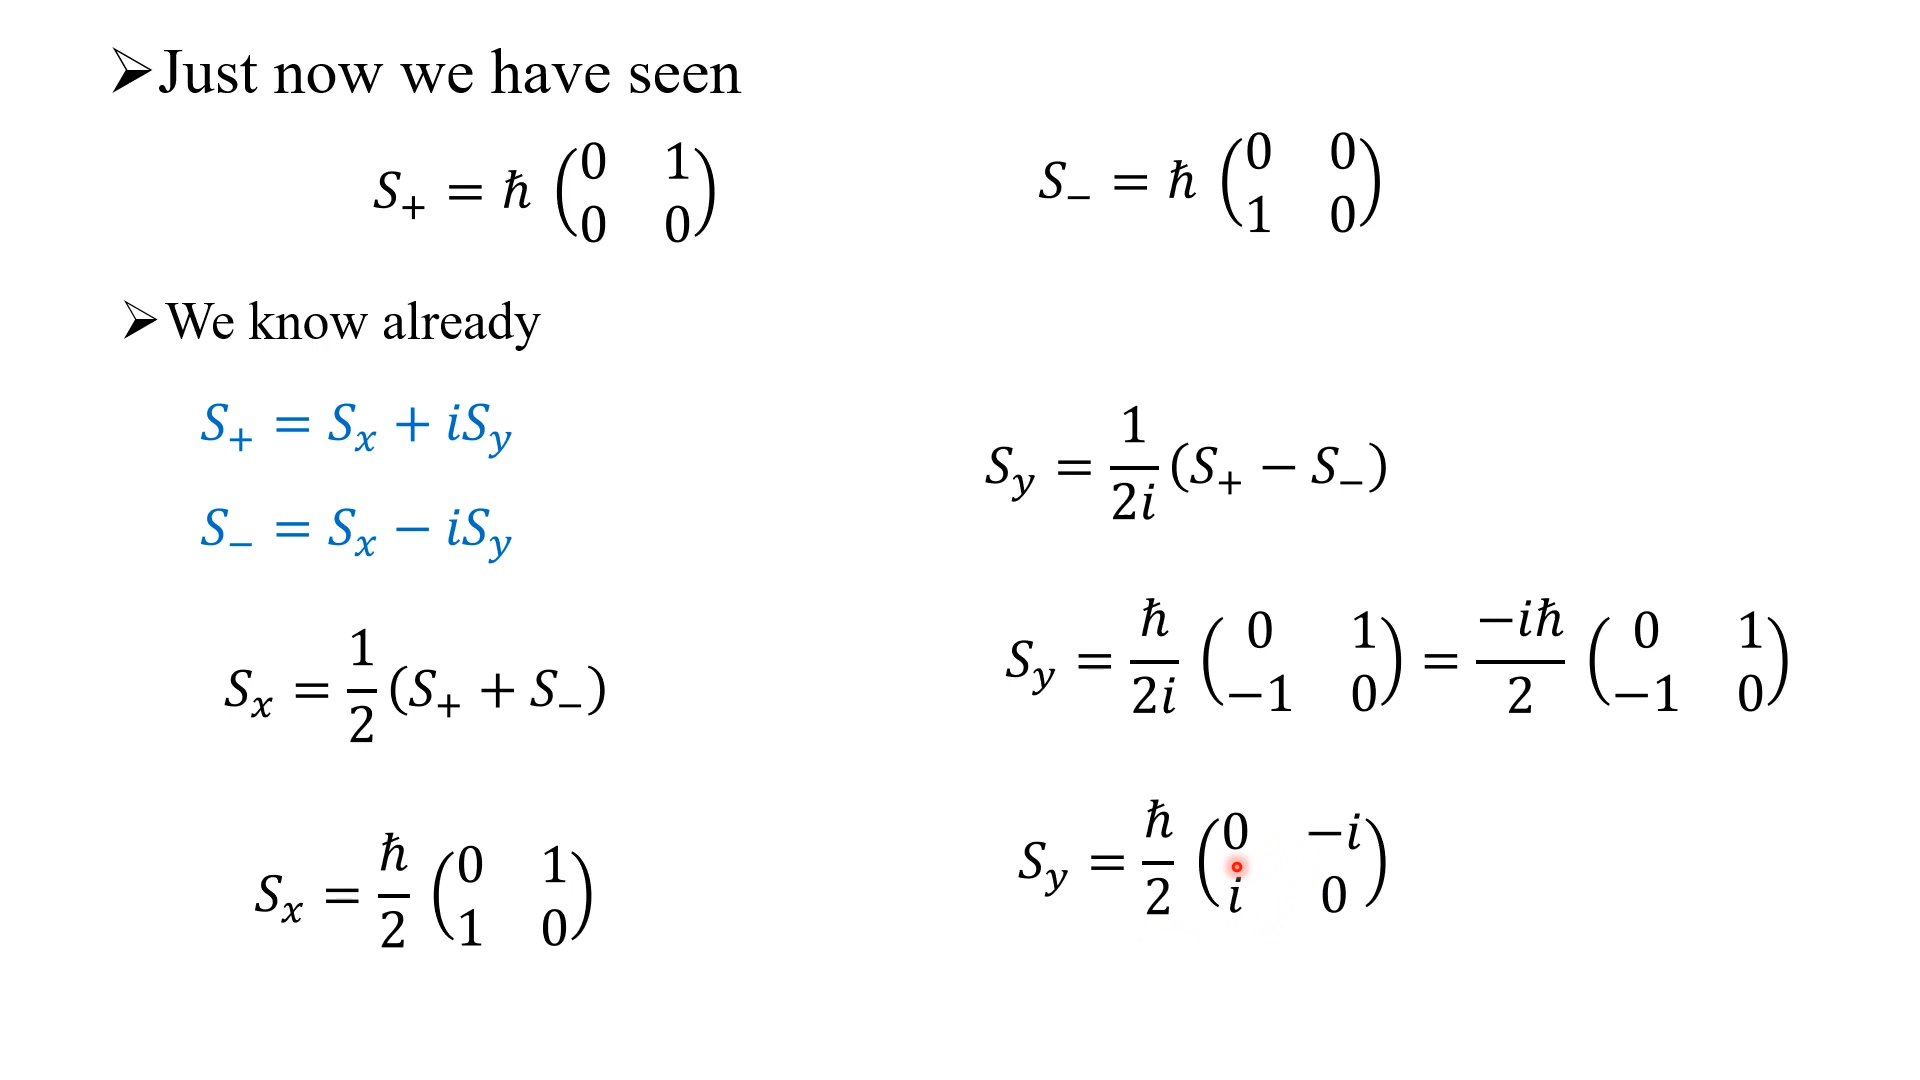 ➢Just now we have seen
S₊ = ħ (0 1; 0 0)
S₋ = ħ (0 0; 1 0)
➢We know already
S₊ = Sₓ + iS_y
S₋ = Sₓ − iS_y
Sₓ = 1/2 (S₊ + S₋)
Sₓ = ħ/2 (0 1; 1 0)
S_y = 1/2i (S₊ − S₋)
S_y = ħ/2i (0 1; −1 0) = −iħ/2 (0 1; −1 0)
S_y = ħ/2 (0 −i; i 0)